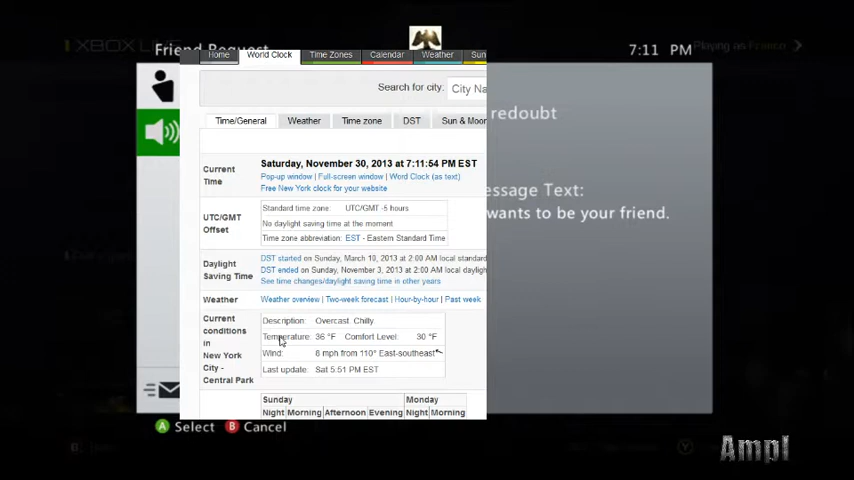 XBOX LIVE
Friend Request
7:11 PM
Playing as France
Home World Clock Time Zones Calendar Weather Sun
Search for city: City Na
Time/General Weather Time zone DST Sun & Moon
redoubt
essage Text:
wants to be your friend.
Current Time
Saturday, November 30, 2013 at 7:11:54 PM EST
Pop-up window | Full-screen window | Word Clock (as text)
Free New York clock for your website
UTC/GMT Offset
Standard time zone: UTC/GMT -5 hours
No daylight saving time at the moment
Time zone abbreviation: EST - Eastern Standard Time
Daylight Saving Time
DST started on Sunday, March 10, 2013 at 2:00 AM local standard
DST ended on Sunday, November 3, 2013 at 2:00 AM local dayligh
See time changes/daylight saving time in other years
Weather
Weather overview | Two-week forecast | Hour-by-hour | Past week
Current conditions in New York City - Central Park
Description: Overcast. Chilly.
Temperature: 36 °F Comfort Level: 30 °F
Wind: 8 mph from 110° East-southeast
Last update: Sat 5:51 PM EST
Sunday Monday
Night Morning Afternoon Evening Night Morning
A Select B Cancel
Ampl